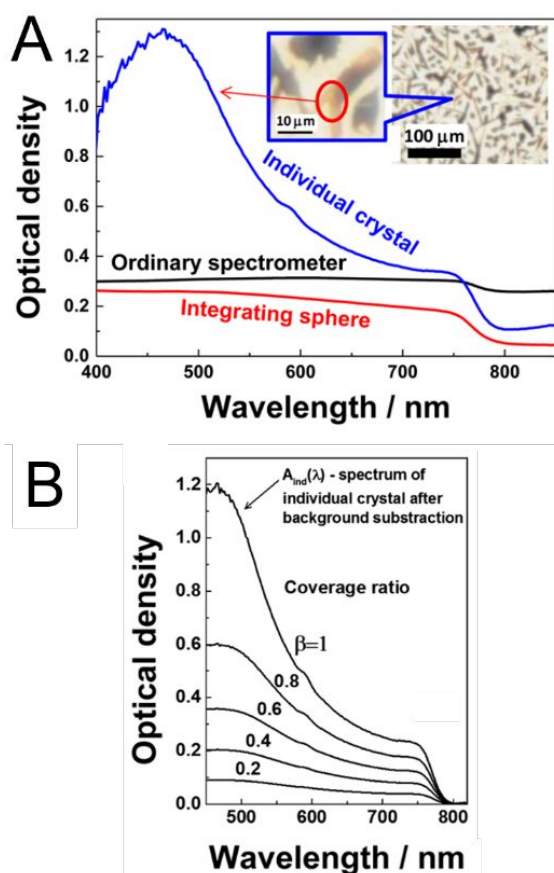 A
Optical density
1.2
1.0
0.8
0.6
0.4
0.2
0.0
10 μm
100 μm
Individual crystal
Ordinary spectrometer
Integrating sphere
400 500 600 700 800
Wavelength / nm
B
Optical density
1.2
1.0
0.8
0.6
0.4
0.2
0.0
A_ind(λ) - spectrum of
individual crystal after
background substraction
Coverage ratio
β=1
0.8
0.6
0.4
0.2
500 600 700 800
Wavelength / nm